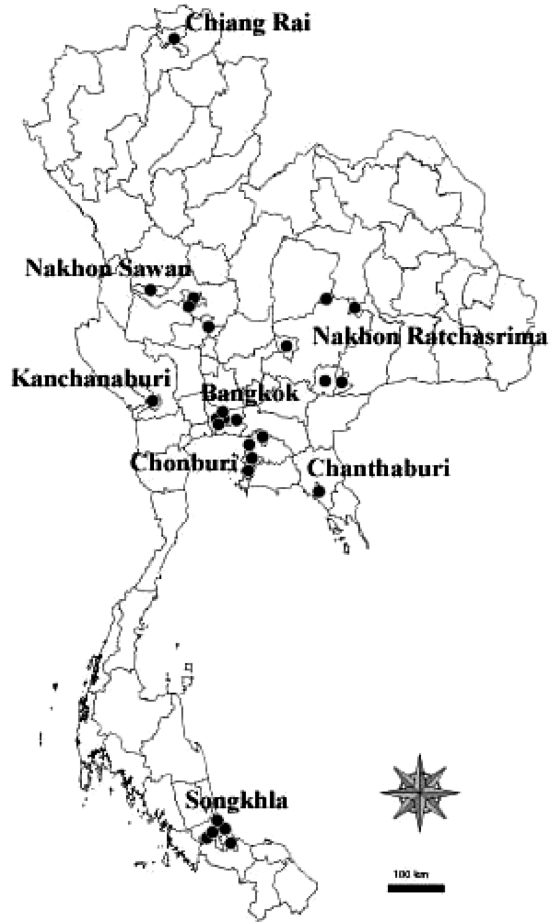 Chiang Rai
Nakhon Sawan
Nakhon Ratchasrima
Kanchanaburi
Bangkok
Chonburi
Chanthaburi
Songkhla
100 km